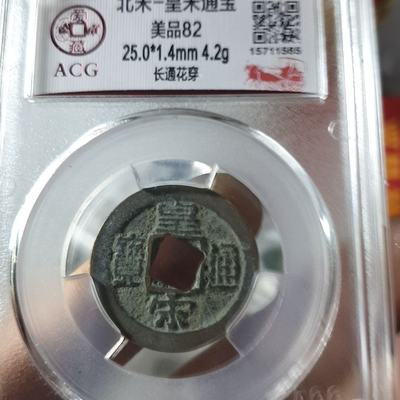 北宋-皇宋通宝
美品82
25.0*1.4mm 4.2g
长通花穿
ACG
15711585
皇
寶 通
宋